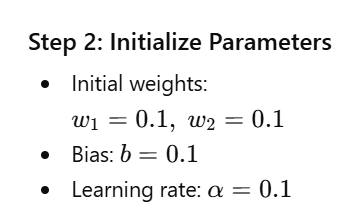 Step 2: Initialize Parameters
• Initial weights:
w₁ = 0.1, w₂ = 0.1
• Bias: b = 0.1
• Learning rate: α = 0.1